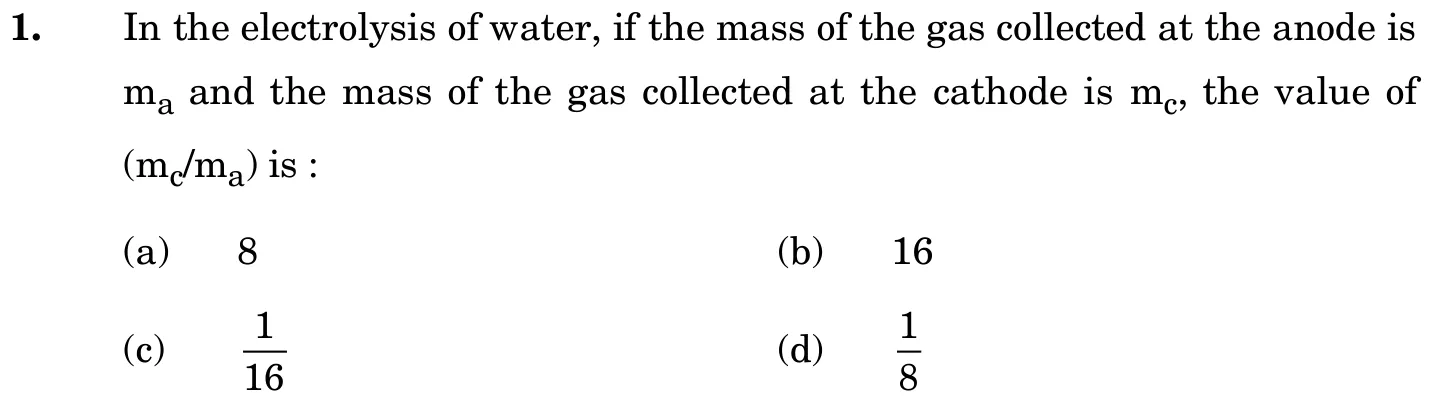 1. In the electrolysis of water, if the mass of the gas collected at the anode is
mₐ and the mass of the gas collected at the cathode is m_c, the value of
(m_c/mₐ) is :
(a) 8 (b) 16
(c) 1/16 (d) 1/8